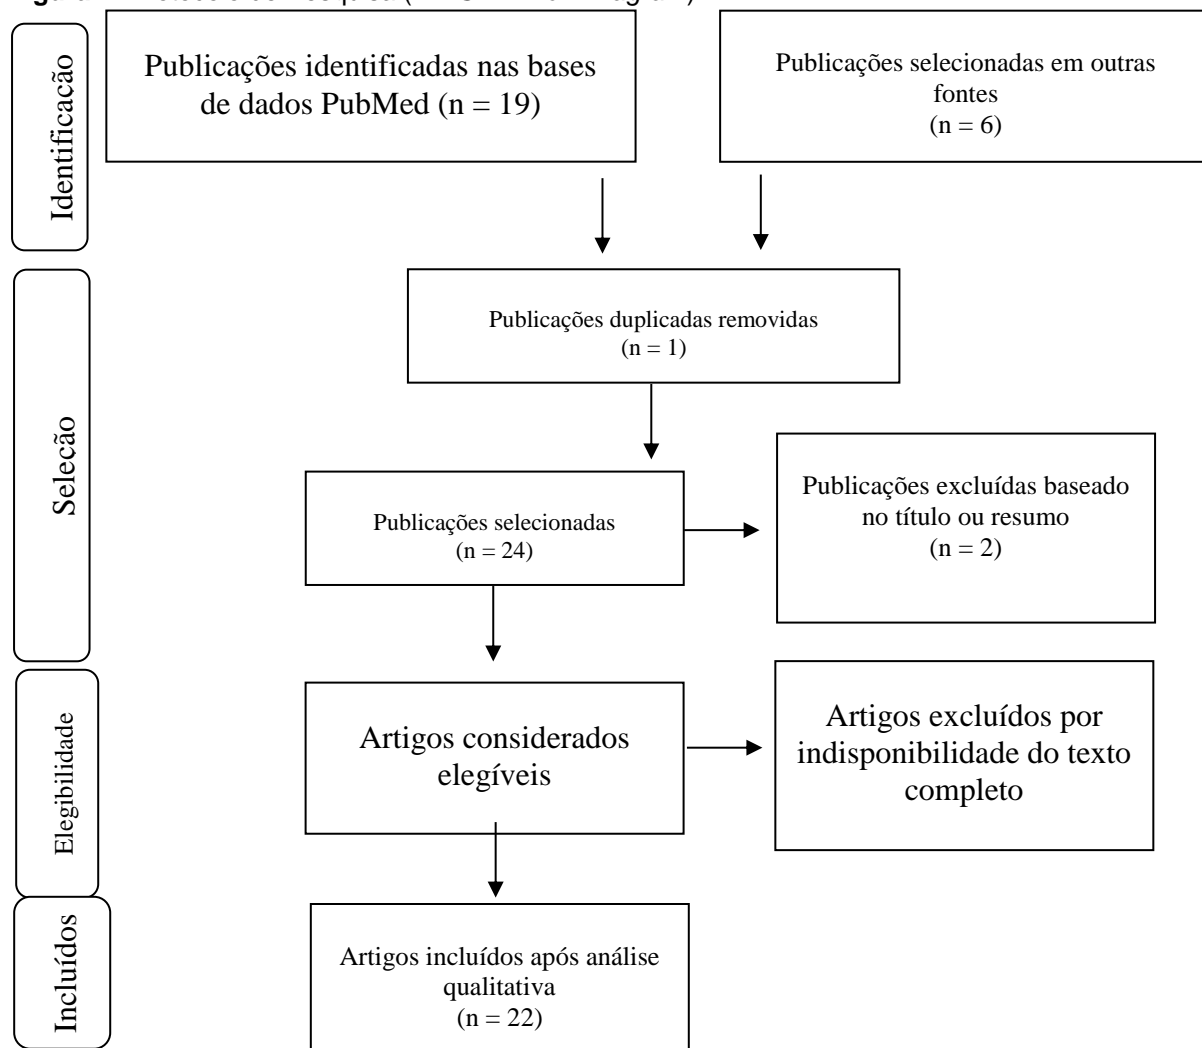 Identificação
Publicações identificadas nas bases
de dados PubMed (n = 19)
Publicações selecionadas em outras
fontes
(n = 6)
Seleção
Publicações duplicadas removidas
(n = 1)
Publicações selecionadas
(n = 24)
Publicações excluídas baseado
no título ou resumo
(n = 2)
Elegibilidade
Artigos considerados
elegíveis
Artigos excluídos por
indisponibilidade do texto
completo
Incluídos
Artigos incluídos após análise
qualitativa
(n = 22)